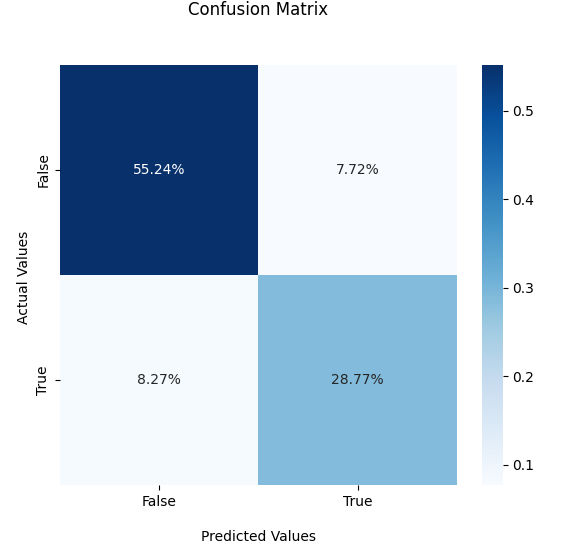 Confusion Matrix
Actual Values
False
True
55.24%
7.72%
8.27%
28.77%
False
True
Predicted Values
0.5
0.4
0.3
0.2
0.1